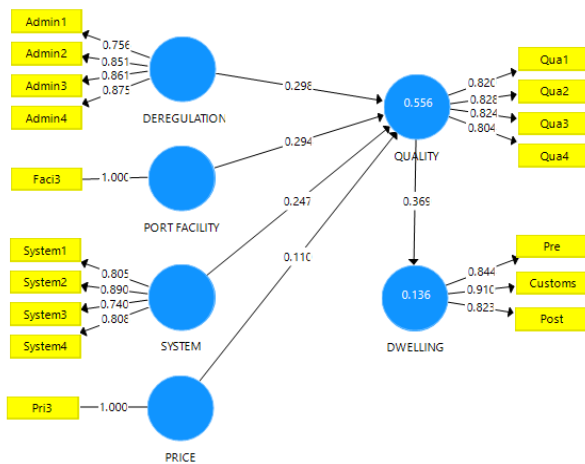 Admin1
Admin2
Admin3
Admin4
0.756
0.851
0.861
0.875
DEREGULATION
0.298
Faci3
1.000
PORT FACILITY
0.294
System1
System2
System3
System4
0.805
0.890
0.740
0.808
SYSTEM
0.247
Pri3
1.000
PRICE
0.110
0.556
QUALITY
0.820
0.828
0.824
0.804
Qua1
Qua2
Qua3
Qua4
0.369
0.136
DWELLING
0.844
0.910
0.823
Pre
Customs
Post